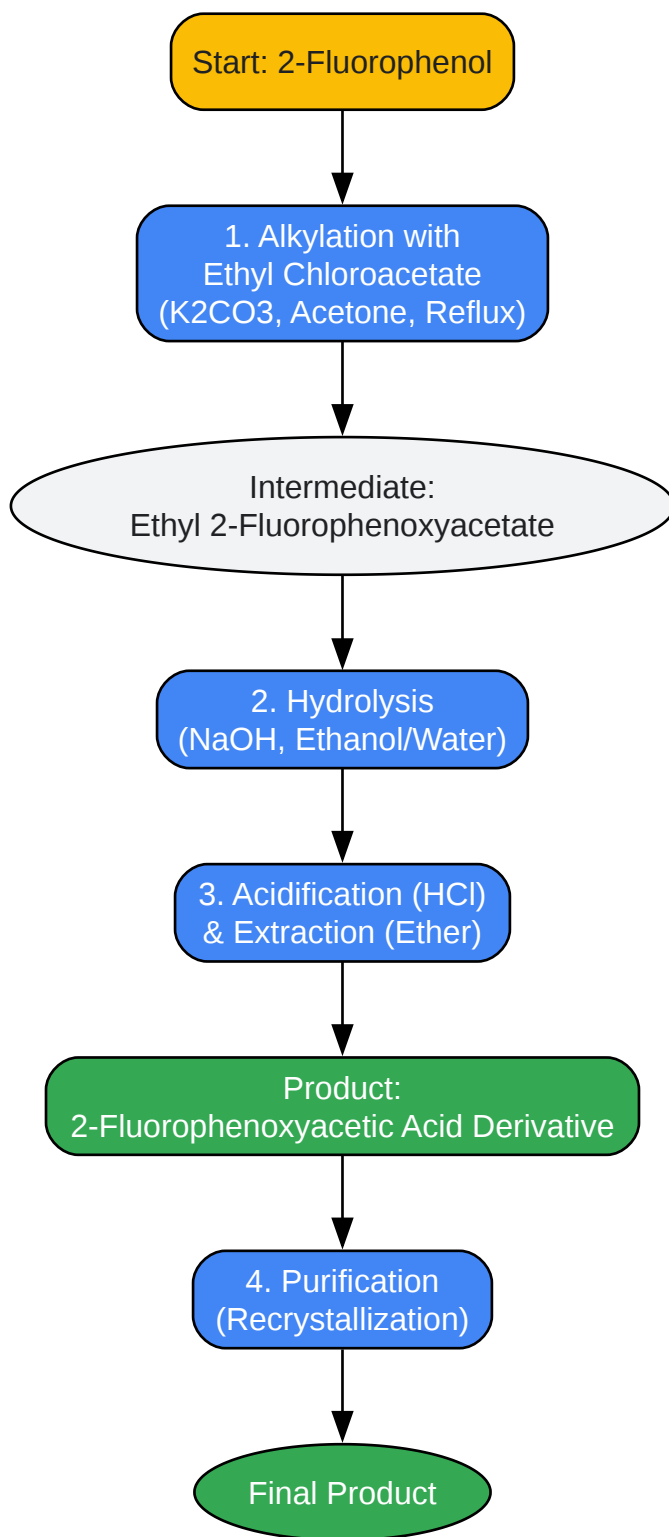 Start: 2-Fluorophenol
1. Alkylation with
Ethyl Chloroacetate
(K2CO3, Acetone, Reflux)
Intermediate:
Ethyl 2-Fluorophenoxyacetate
2. Hydrolysis
(NaOH, Ethanol/Water)
3. Acidification (HCl)
& Extraction (Ether)
Product:
2-Fluorophenoxyacetic Acid Derivative
4. Purification
(Recrystallization)
Final Product